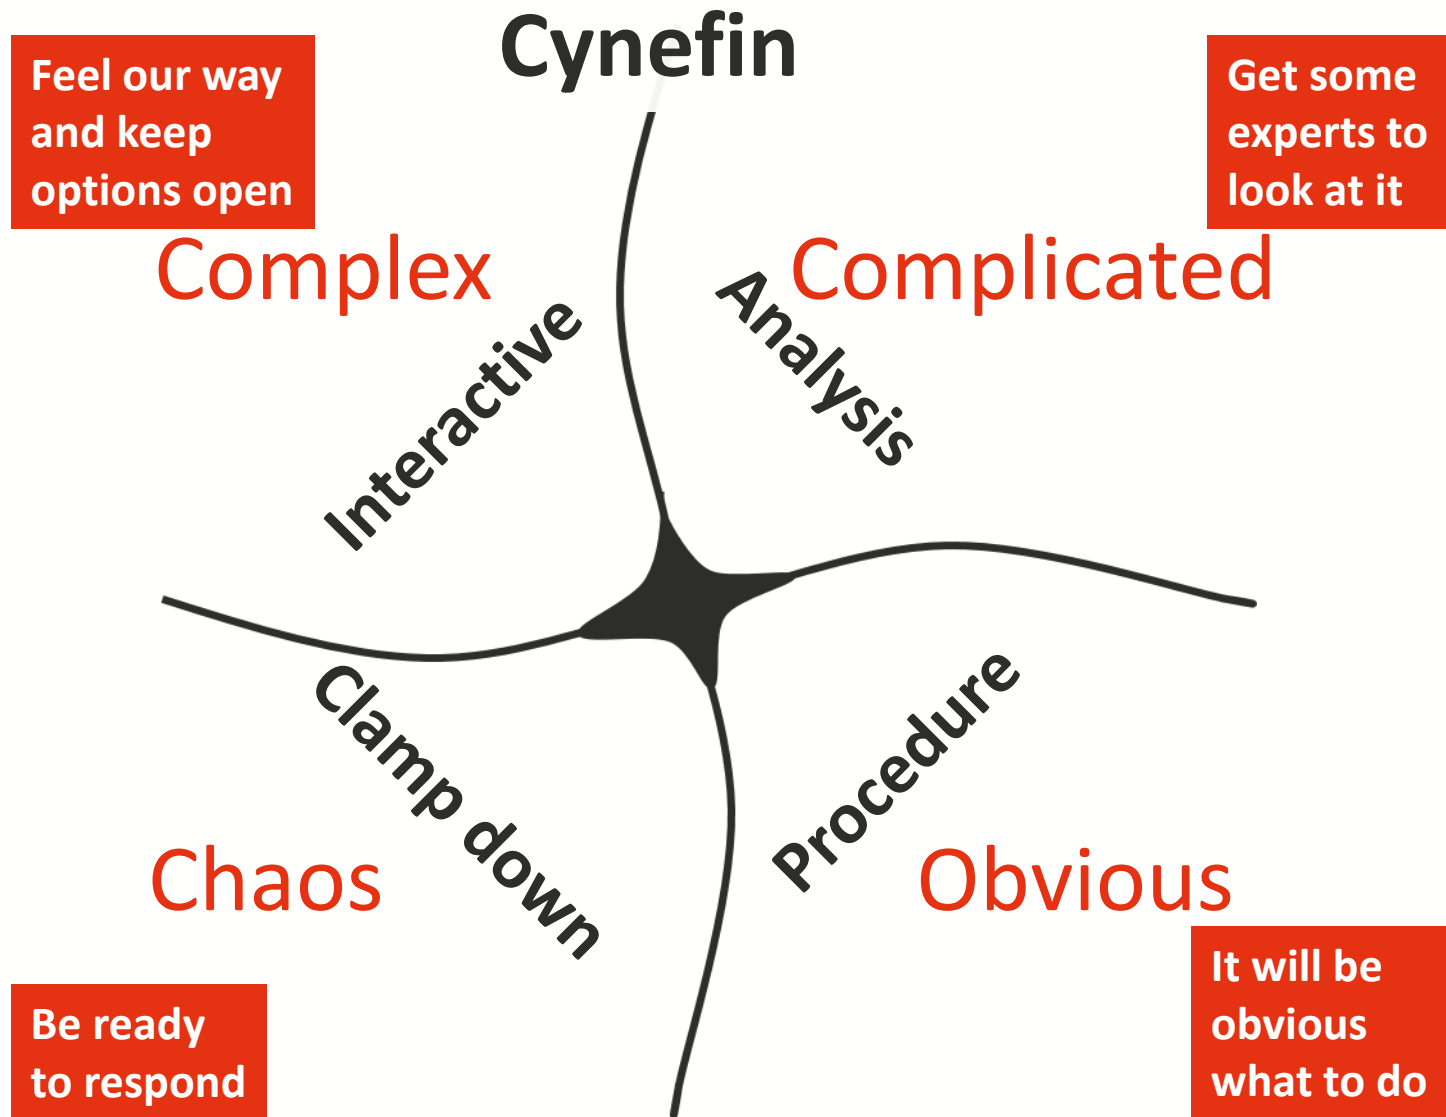 Cynefin
Feel our way
and keep
options open
Get some
experts to
look at it
Complex
Complicated
Interactive
Analysis
Clamp down
Procedure
Chaos
Obvious
Be ready
to respond
It will be
obvious
what to do